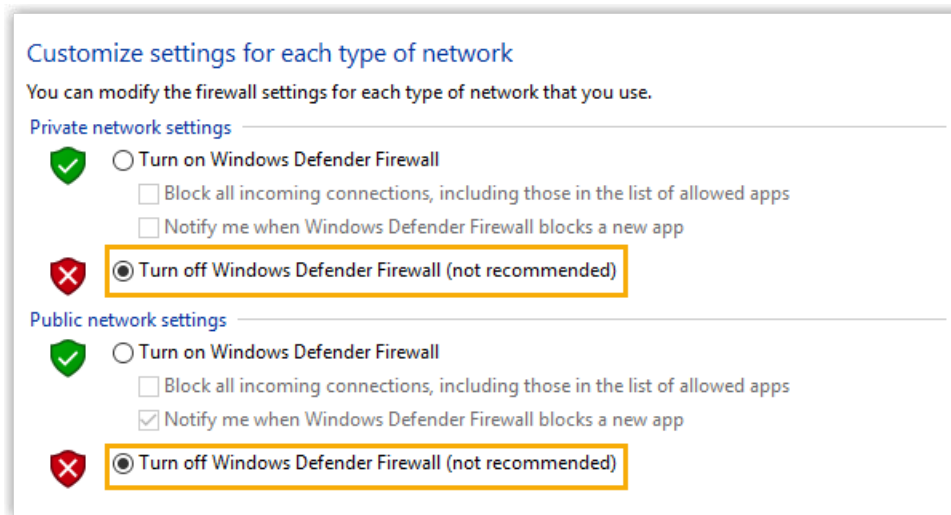 Customize settings for each type of network
You can modify the firewall settings for each type of network that you use.
Private network settings
Turn on Windows Defender Firewall
Block all incoming connections, including those in the list of allowed apps
Notify me when Windows Defender Firewall blocks a new app
Turn off Windows Defender Firewall (not recommended)
Public network settings
Turn on Windows Defender Firewall
Block all incoming connections, including those in the list of allowed apps
Notify me when Windows Defender Firewall blocks a new app
Turn off Windows Defender Firewall (not recommended)